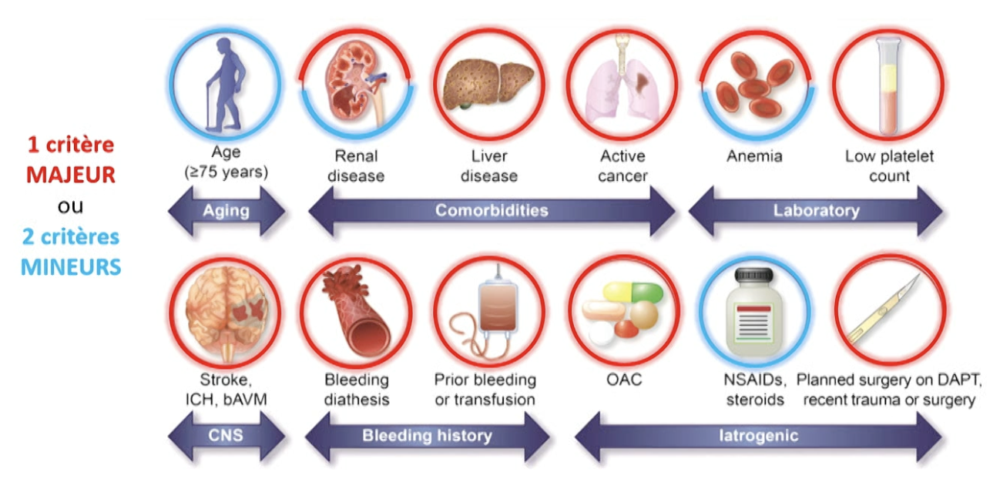 1 critère
MAJEUR
ou
2 critères
MINEURS
Age
(≥75 years)
Renal
disease
Liver
disease
Active
cancer
Anemia
Low platelet
count
Aging
Comorbidities
Laboratory
Stroke,
ICH, bAVM
Bleeding
diathesis
Prior bleeding
or transfusion
OAC
NSAIDs,
steroids
Planned surgery on DAPT,
recent trauma or surgery
CNS
Bleeding history
Iatrogenic